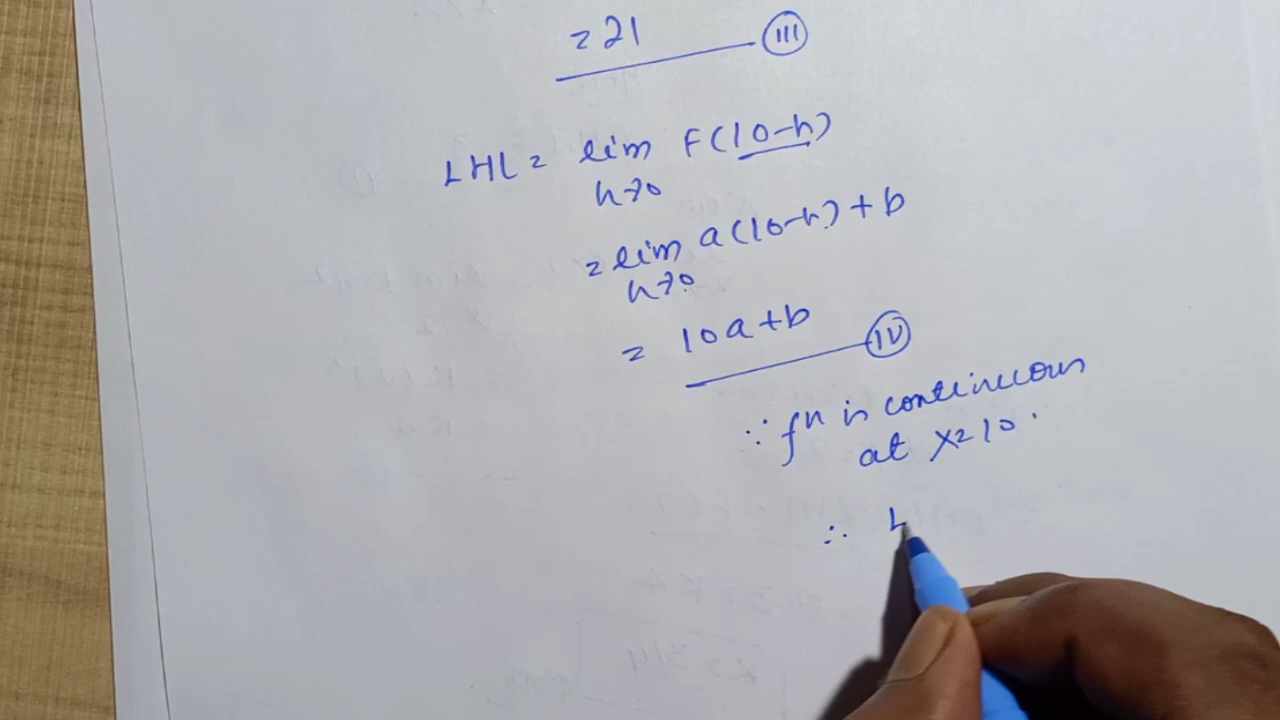 = 21 (III)
LHL = lim F(10-h)
h→0
= lim a(10-h) + b
h→0
= 10a+b (IV)
∵ fⁿ is continuous
at x=10.
∴ L